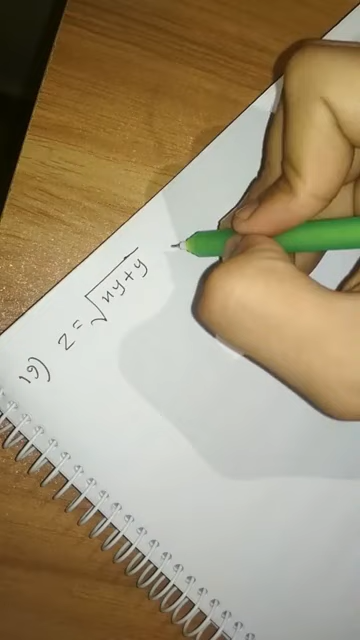 19) z = √xy+y